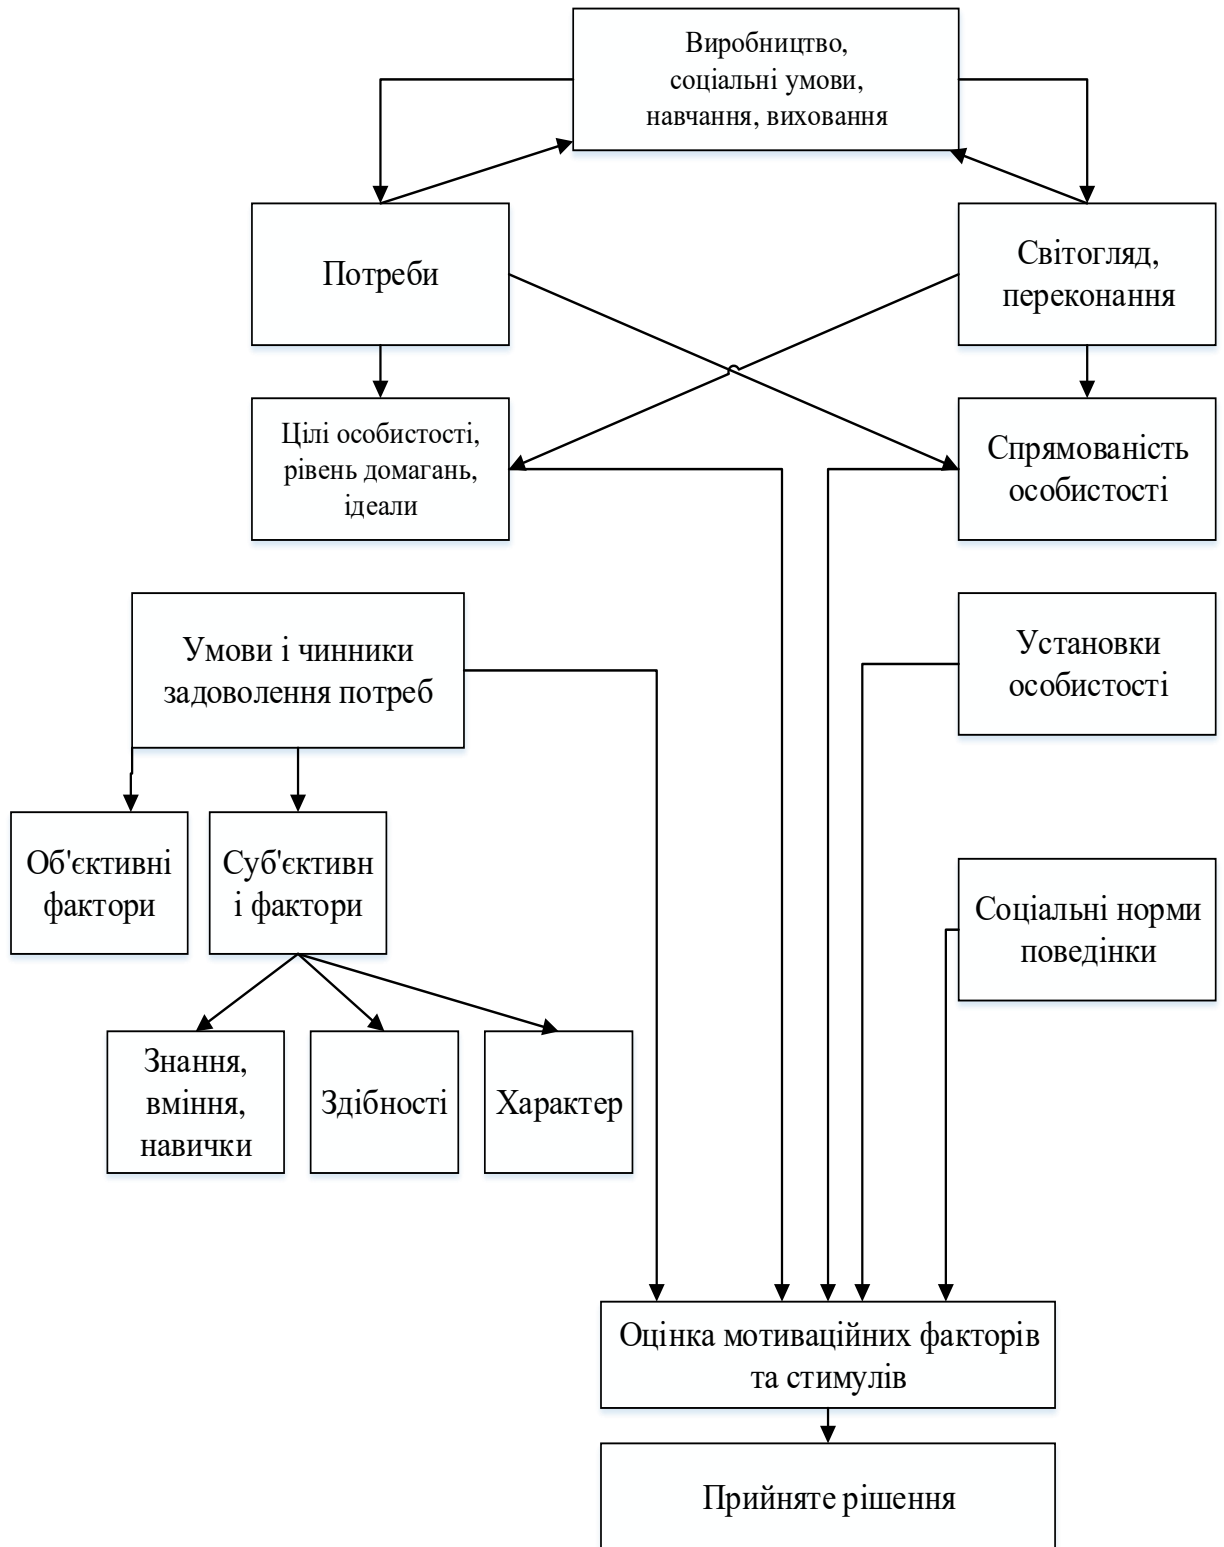 Виробництво,
соціальні умови,
навчання, виховання
Потреби
Світогляд,
переконання
Цілі особистості,
рівень домагань,
ідеали
Спрямованість
особистості
Умови і чинники
задоволення потреб
Установки
особистості
Об'єктивні
фактори
Суб'єктивн
і фактори
Соціальні норми
поведінки
Знання,
вміння,
навички
Здібності
Характер
Оцінка мотиваційних факторів
та стимулів
Прийняте рішення